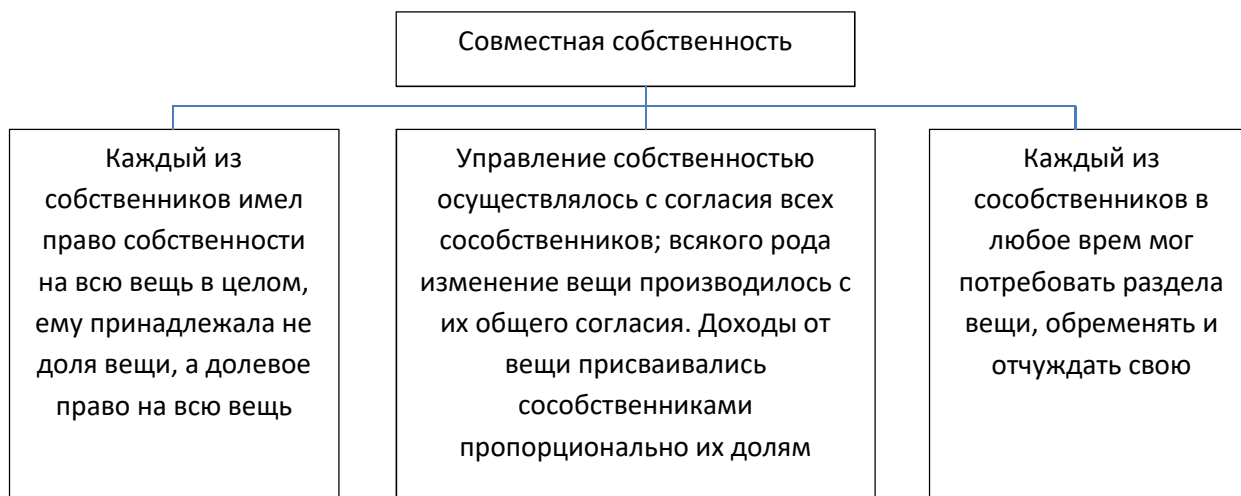 Совместная собственность
Каждый из
собственников имел
право собственности
на всю вещь в целом,
ему принадлежала не
доля вещи, а долевое
право на всю вещь
Управление собственностью
осуществлялось с согласия всех
сособственников; всякого рода
изменение вещи производилось с
их общего согласия. Доходы от
вещи присваивались
сособственниками
пропорционально их долям
Каждый из
сособственников в
любое врем мог
потребовать раздела
вещи, обременять и
отчуждать свою